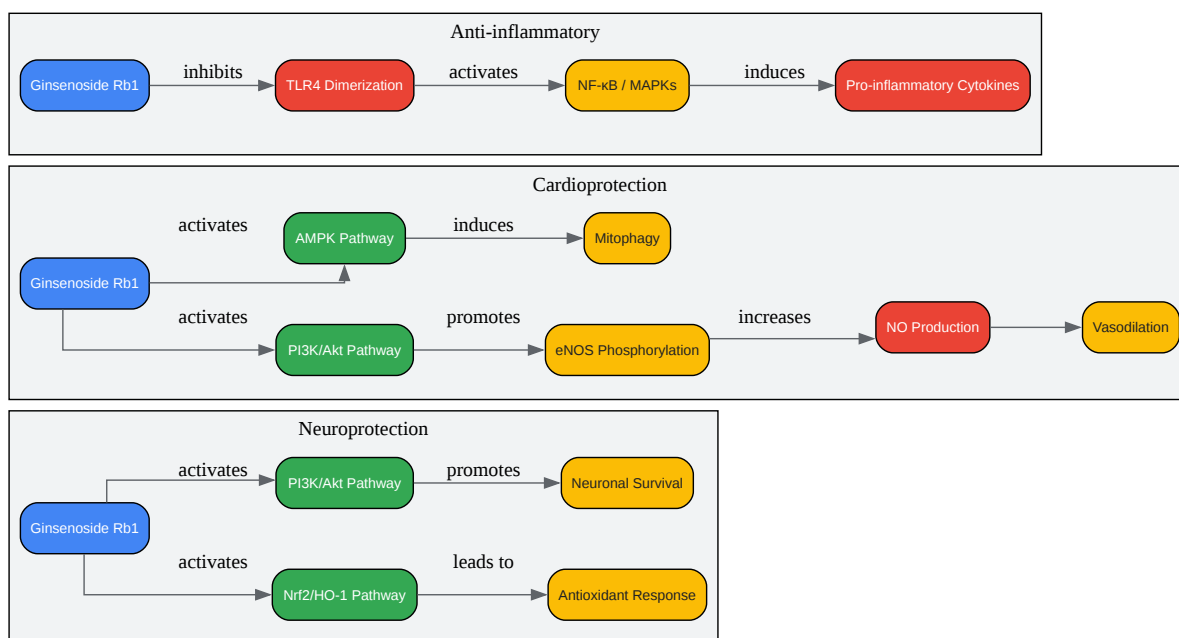 Anti-inflammatory
Ginsenoside Rb1
inhibits
TLR4 Dimerization
activates
NF-κB / MAPKs
induces
Pro-inflammatory Cytokines
Cardioprotection
Ginsenoside Rb1
activates
AMPK Pathway
induces
Mitophagy
activates
PI3K/Akt Pathway
promotes
eNOS Phosphorylation
increases
NO Production
Vasodilation
Neuroprotection
Ginsenoside Rb1
activates
PI3K/Akt Pathway
promotes
Neuronal Survival
activates
Nrf2/HO-1 Pathway
leads to
Antioxidant Response